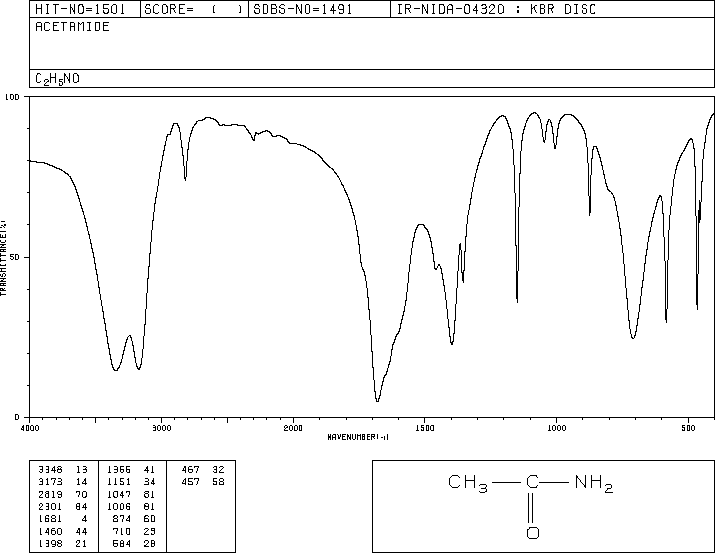 HIT-NO=1501 SCORE= ( ) SDBS-NO=1491 IR-NIDA-04320 : KBR DISC
ACETAMIDE
C2H5NO
100
50
0
TRANSMITTANCE(%)
4000 3000 2000 1500 1000 500
WAVENUMBER(-1)
3348 13 1366 41 467 32
3173 14 1151 34 457 58
2819 70 1047 81
2301 84 1006 81
1681 4 874 60
1460 44 710 29
1398 21 584 28
CH3 C NH2
O